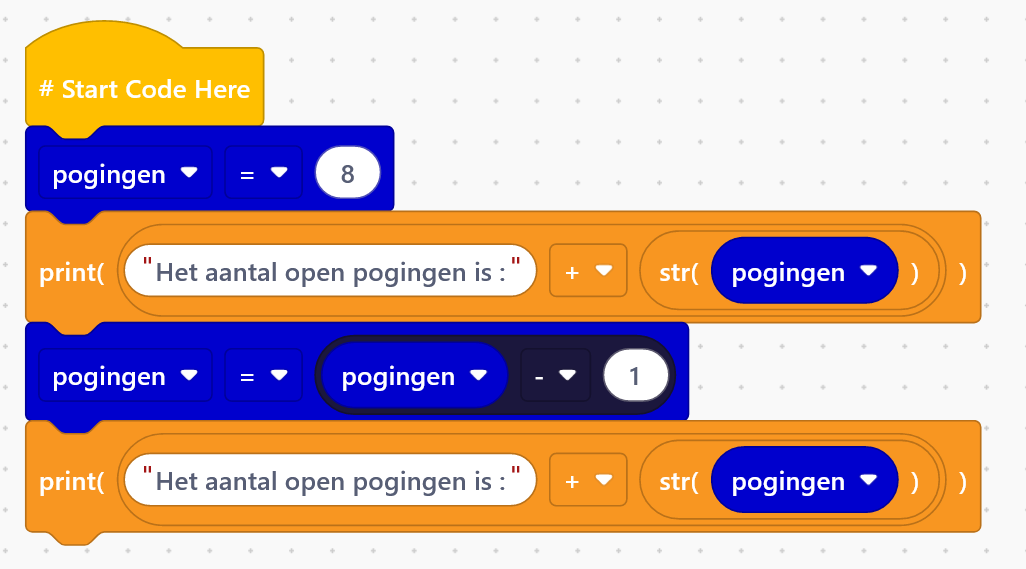 # Start Code Here
pogingen = 8
print( "Het aantal open pogingen is : " + str( pogingen ) )
pogingen = pogingen - 1
print( "Het aantal open pogingen is : " + str( pogingen ) )